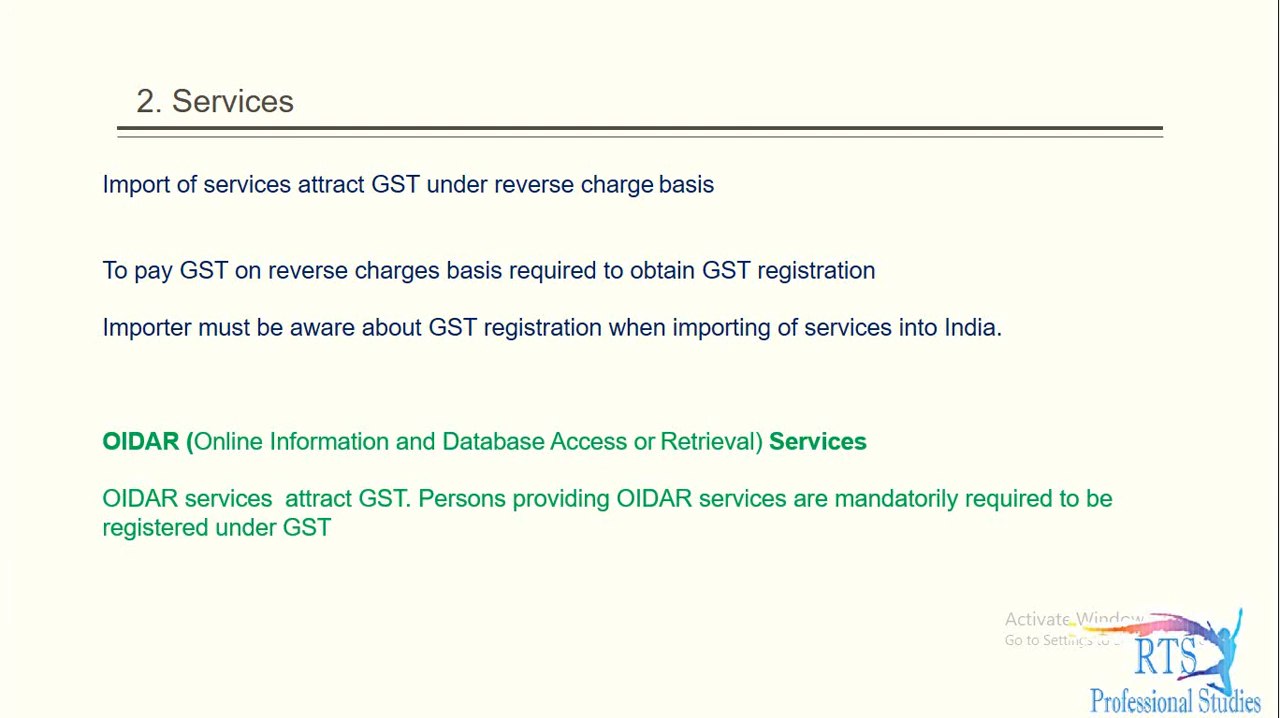 2. Services
Import of services attract GST under reverse charge basis
To pay GST on reverse charges basis required to obtain GST registration
Importer must be aware about GST registration when importing of services into India.
OIDAR (Online Information and Database Access or Retrieval) Services
OIDAR services  attract GST. Persons providing OIDAR services are mandatorily required to be
registered under GST
Activate Window
Go to Settings to
RTS
Professional Studies